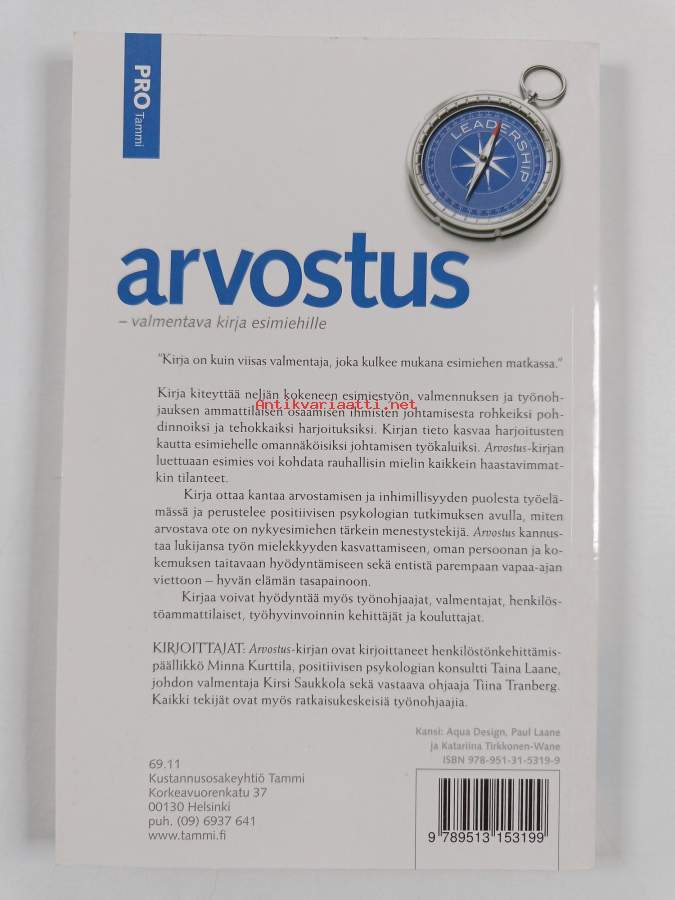 PRO Tammi
LEADERSHIP
arvostus
– valmentava kirja esimiehille
"Kirja on kuin viisas valmentaja, joka kulkee mukana esimiehen matkassa."
Kirja kiteyttää neljän kokeneen esimiestyön, valmennuksen ja työnoh-
Antikvariaatti.net
jauksen ammattilaisen osaamisen ihmisten johtamisesta rohkeiksi poh-
dinnoiksi ja tehokkaiksi harjoituksiksi. Kirjan tieto kasvaa harjoitusten
kautta esimiehelle omannäköisiksi johtamisen työkaluiksi. Arvostus-kirjan
luettuaan esimies voi kohdata rauhallisin mielin kaikkein haastavimmat-
kin tilanteet.
Kirja ottaa kantaa arvostamisen ja inhimillisyyden puolesta työelä-
mässä ja perustelee positiivisen psykologian tutkimuksen avulla, miten
arvostava ote on nykyesimiehen tärkein menestystekijä. Arvostus kannus-
taa lukijansa työn mielekkyyden kasvattamiseen, oman persoonan ja ko-
kemuksen taitavaan hyödyntämiseen sekä entistä parempaan vapaa-ajan
viettoon – hyvän elämän tasapainoon.
Kirjaa voivat hyödyntää myös työnohjaajat, valmentajat, henkilös-
töammattilaiset, työhyvinvoinnin kehittäjät ja kouluttajat.
KIRJOITTAJAT: Arvostus-kirjan ovat kirjoittaneet henkilöstönkehittämis-
päällikkö Minna Kurttila, positiivisen psykologian konsultti Taina Laane,
johdon valmentaja Kirsi Saukkola sekä vastaava ohjaaja Tiina Tranberg.
Kaikki tekijät ovat myös ratkaisukeskeisiä työnohjaajia.
Kansi: Aqua Design, Paul Laane
ja Katariina Tirkkonen-Wane
ISBN 978-951-31-5319-9
69.11
Kustannusosakeyhtiö Tammi
Korkeavuorenkatu 37
00130 Helsinki
puh. (09) 6937 641
www.tammi.fi
9 789513 153199